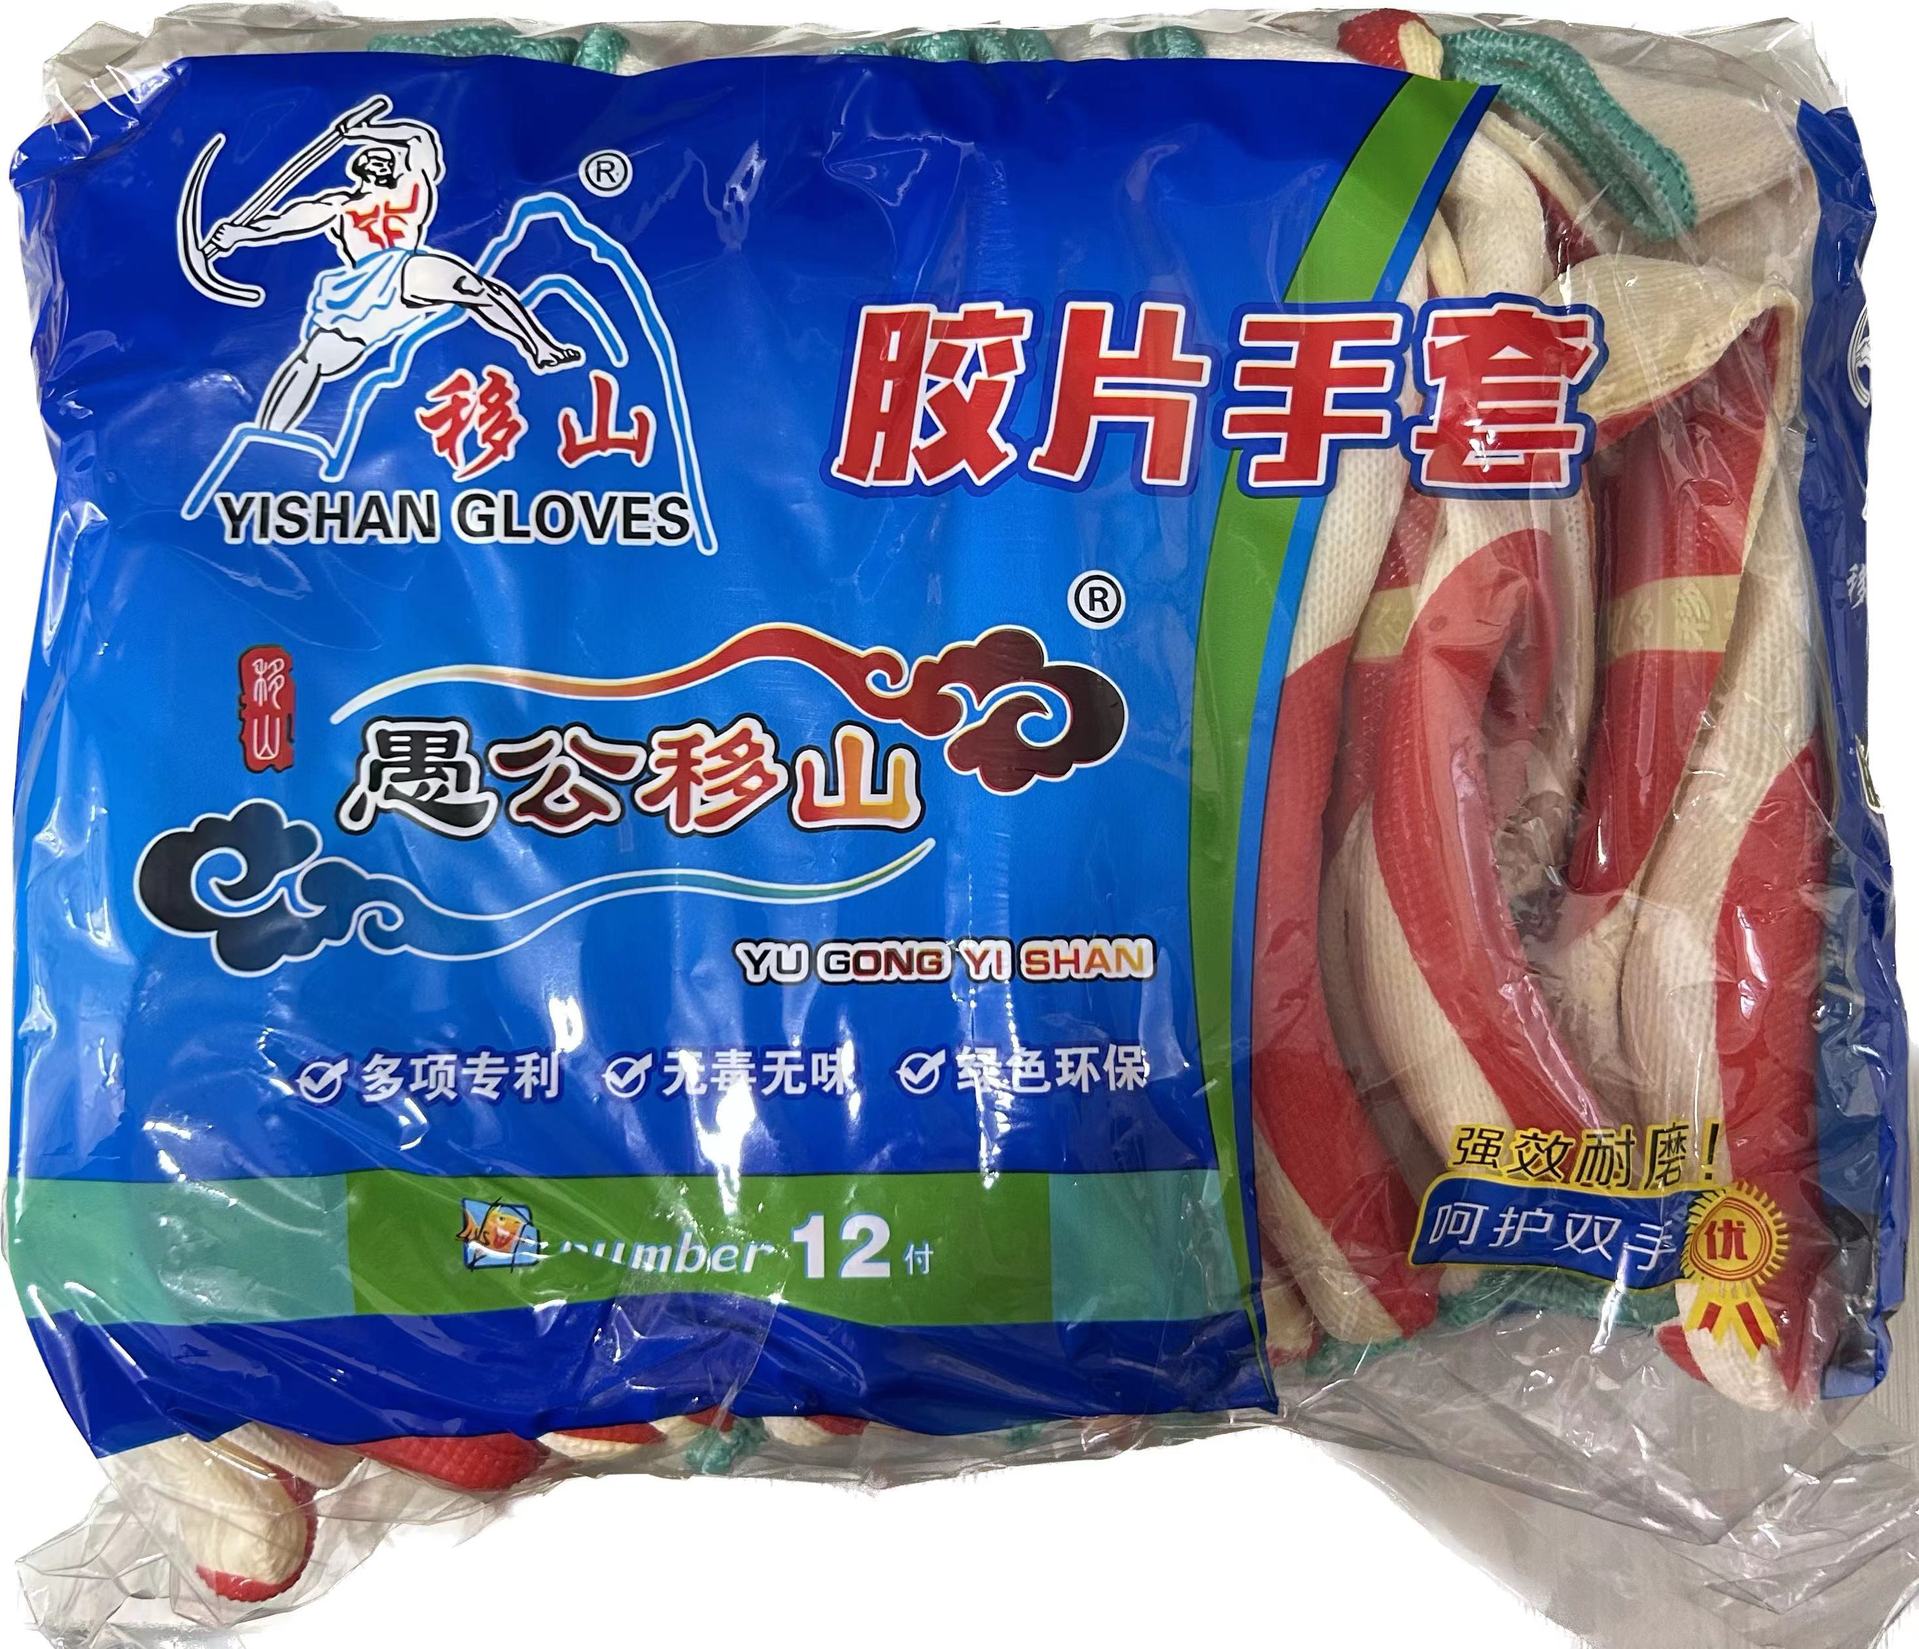 ®
移山
YISHAN GLOVES
胶片手套
®
移山
愚公移山
YU GONG YI SHAN
多项专利 无毒无味 绿色环保
number 12付
强效耐磨！
呵护双手
优